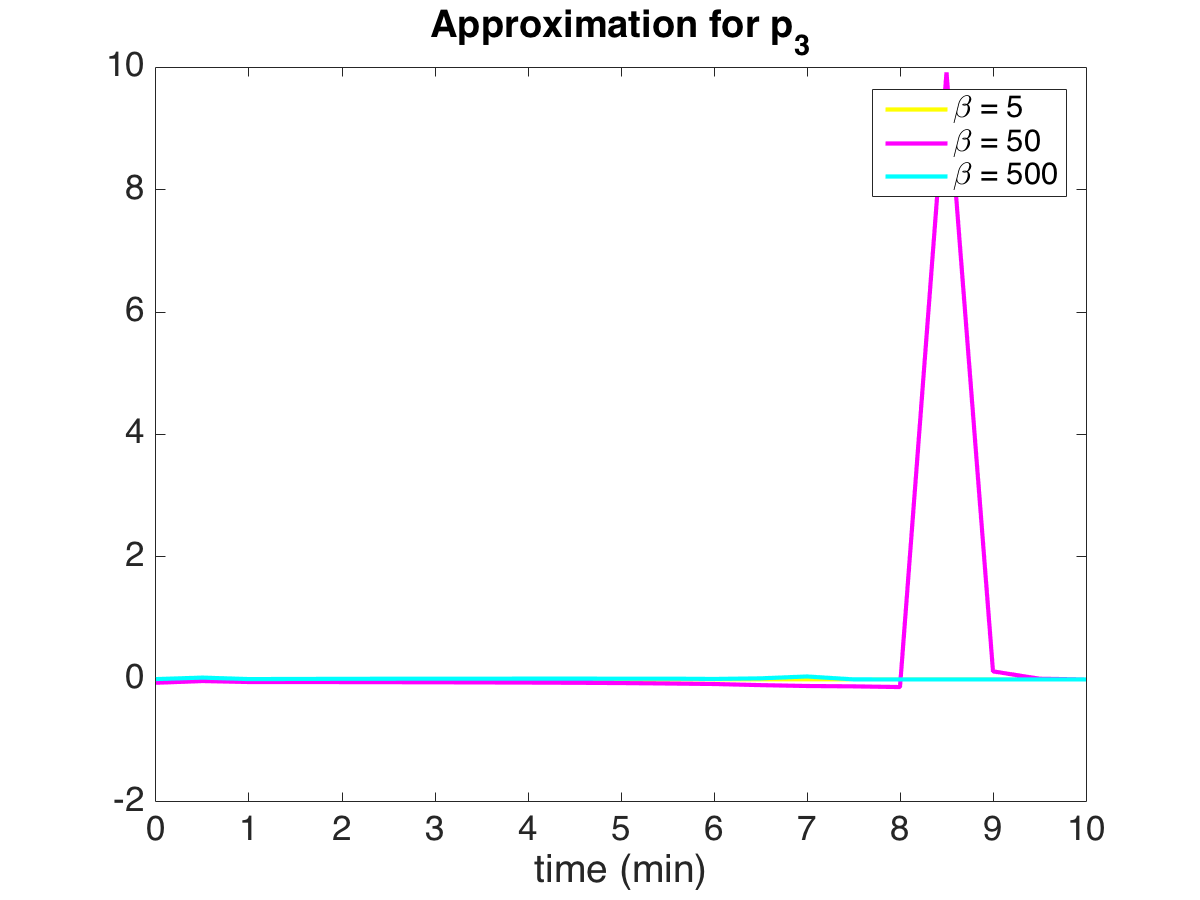 Approximation for p₃
10
8
6
4
2
0
-2
β = 5
β = 50
β = 500
0 1 2 3 4 5 6 7 8 9 10
time (min)